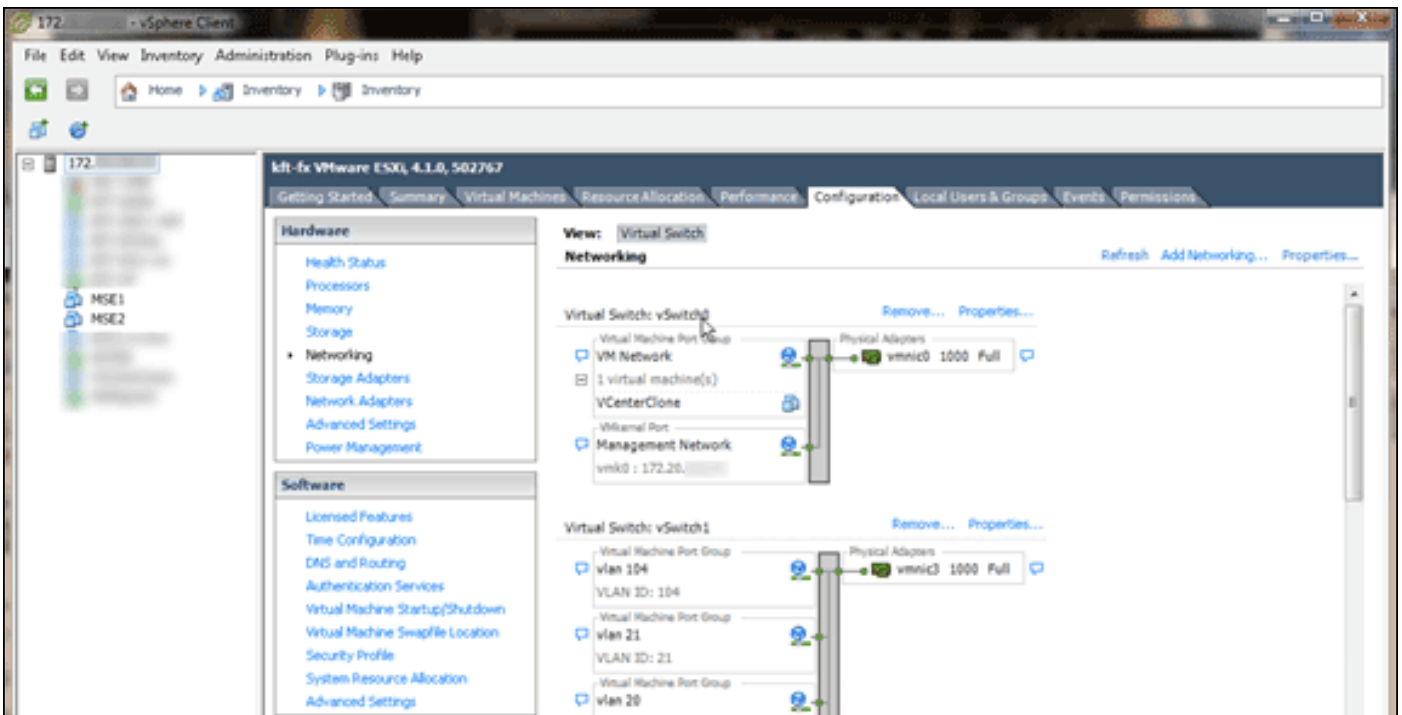 172. - vSphere Client
File Edit View Inventory Administration Plug-ins Help
Home Inventory Inventory
172.
MSE1
MSE2
kft-fx VMware ESXi, 4.1.0, 502767
Getting Started Summary Virtual Machines Resource Allocation Performance Configuration Local Users & Groups Events Permissions
Hardware
Health Status
Processors
Memory
Storage
Networking
Storage Adapters
Network Adapters
Advanced Settings
Power Management
Software
Licensed Features
Time Configuration
DNS and Routing
Authentication Services
Virtual Machine Startup/Shutdown
Virtual Machine Swapfile Location
Security Profile
System Resource Allocation
Advanced Settings
View: Virtual Switch
Networking
Refresh Add Networking... Properties...
Virtual Switch: vSwitch0 Remove... Properties...
Virtual Machine Port Group Physical Adapters
VM Network vmnic0 1000 Full
1 virtual machine(s)
VCenterClone
VMkernel Port
Management Network
vmk0 : 172.20.
Virtual Switch: vSwitch1 Remove... Properties...
Virtual Machine Port Group Physical Adapters
vlan 104 vmnic3 1000 Full
VLAN ID: 104
Virtual Machine Port Group
vlan 21
VLAN ID: 21
Virtual Machine Port Group
vlan 20